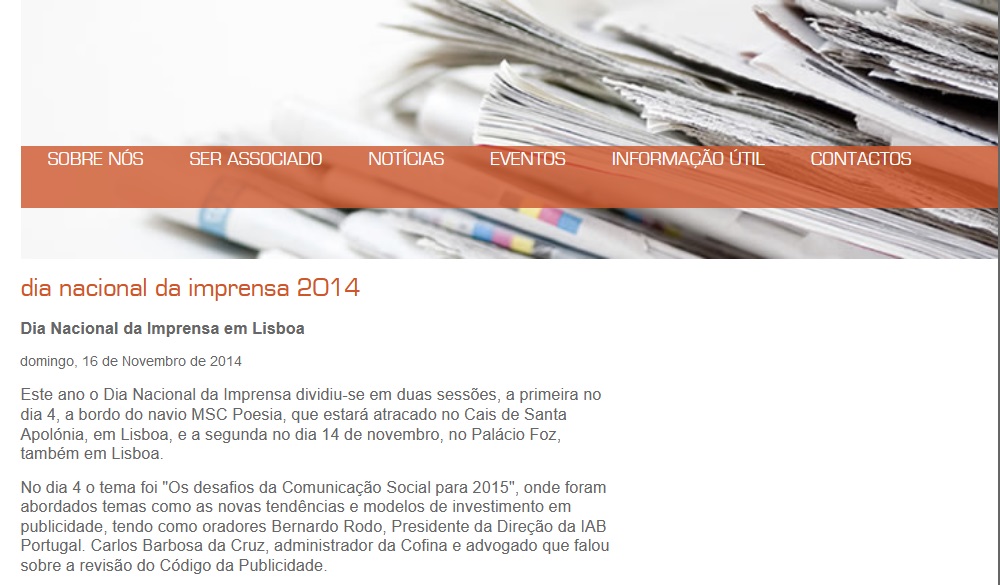 SOBRE NÓS SER ASSOCIADO NOTÍCIAS EVENTOS INFORMAÇÃO ÚTIL CONTACTOS
dia nacional da imprensa 2014
Dia Nacional da Imprensa em Lisboa
domingo, 16 de Novembro de 2014
Este ano o Dia Nacional da Imprensa dividiu-se em duas sessões, a primeira no
dia 4, a bordo do navio MSC Poesia, que estará atracado no Cais de Santa
Apolónia, em Lisboa, e a segunda no dia 14 de novembro, no Palácio Foz,
também em Lisboa.
No dia 4 o tema foi "Os desafios da Comunicação Social para 2015", onde foram
abordados temas como as novas tendências e modelos de investimento em
publicidade, tendo como oradores Bernardo Rodo, Presidente da Direção da IAB
Portugal. Carlos Barbosa da Cruz, administrador da Cofina e advogado que falou
sobre a revisão do Código da Publicidade.